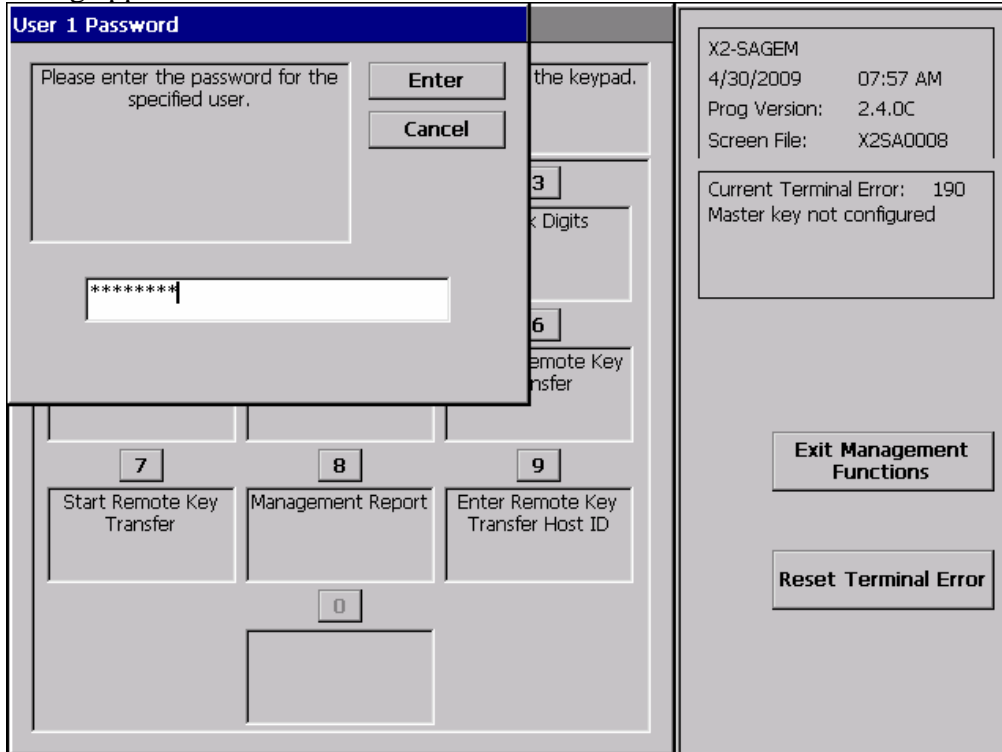 User 1 Password
Please enter the password for the
specified user.
Enter
Cancel
********
the keypad.
3
Digits
6
emote Key
nsfer
7
Start Remote Key
Transfer
8
Management Report
9
Enter Remote Key
Transfer Host ID
0
X2-SAGEM
4/30/2009 07:57 AM
Prog Version: 2.4.0C
Screen File: X2SA0008
Current Terminal Error: 190
Master key not configured
Exit Management
Functions
Reset Terminal Error